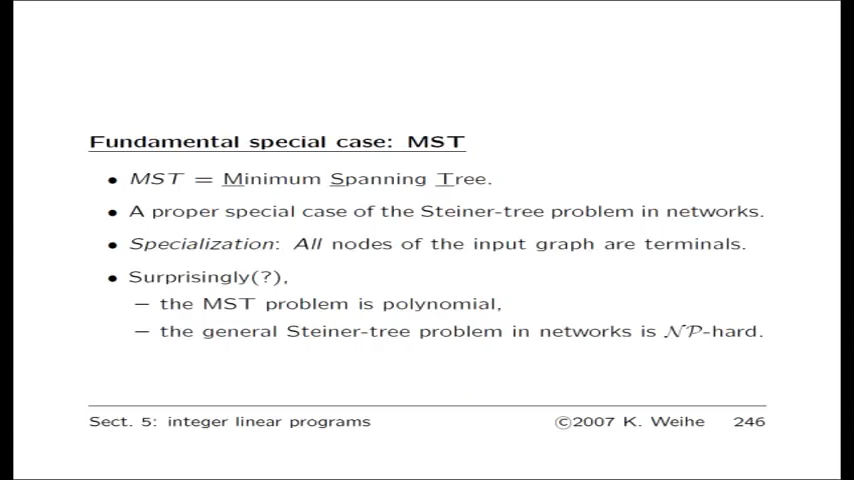 Fundamental special case: MST
• MST = Minimum Spanning Tree.
• A proper special case of the Steiner-tree problem in networks.
• Specialization: All nodes of the input graph are terminals.
• Surprisingly(?),
– the MST problem is polynomial,
– the general Steiner-tree problem in networks is NP-hard.
Sect. 5: integer linear programs ©2007 K. Weihe 246